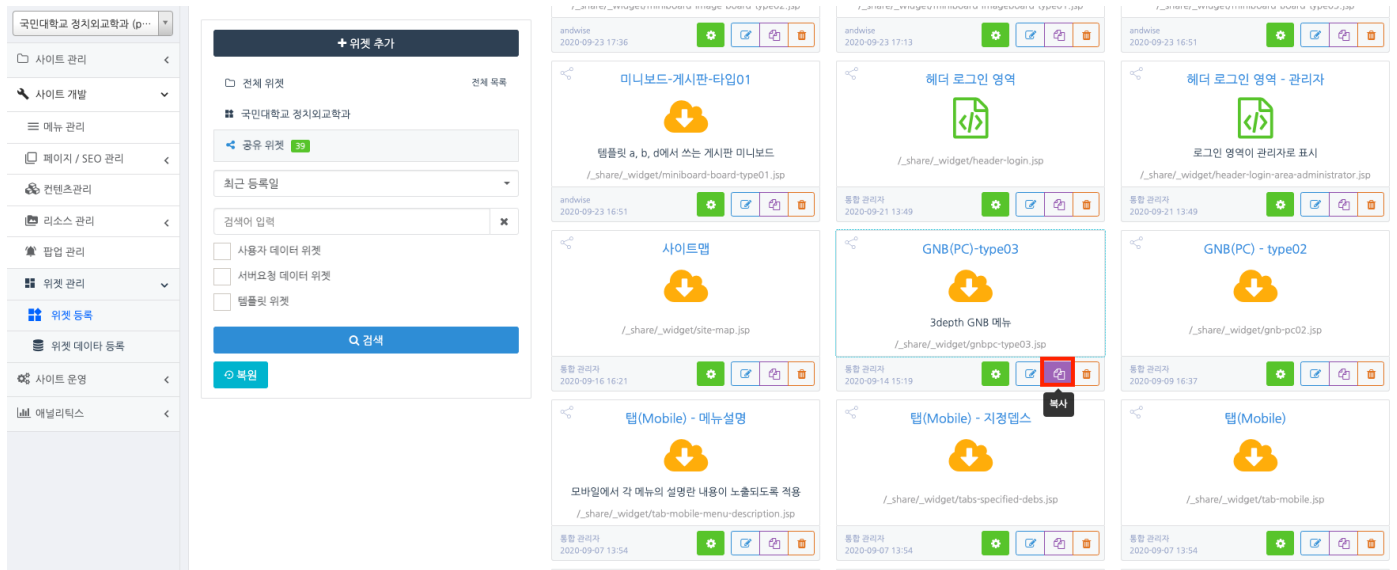 국민대학교 정치외교학과 (p···
사이트 관리
사이트 개발
메뉴 관리
페이지 / SEO 관리
컨텐츠관리
리소스 관리
팝업 관리
위젯 관리
위젯 등록
위젯 데이타 등록
사이트 운영
애널리틱스
위젯 추가
전체 위젯 전체 목록
국민대학교 정치외교학과
공유 위젯 39
최근 등록일
검색어 입력
사용자 데이터 위젯
서버요청 데이터 위젯
템플릿 위젯
검색
복원
andwise
2020-09-23 17:36
andwise
2020-09-23 17:13
andwise
2020-09-23 16:51
미니보드-게시판-타입01
템플릿 a, b, d에서 쓰는 게시판 미니보드
/_share/_widget/miniboard-board-type01.jsp
andwise
2020-09-23 16:51
헤더 로그인 영역
/_share/_widget/header-login.jsp
통합 관리자
2020-09-21 13:49
헤더 로그인 영역 - 관리자
로그인 영역이 관리자로 표시
/_share/_widget/header-login-area-administrator.jsp
통합 관리자
2020-09-21 13:49
사이트맵
/_share/_widget/site-map.jsp
통합 관리자
2020-09-16 16:21
GNB(PC)-type03
3depth GNB 메뉴
/_share/_widget/gnbpc-type03.jsp
통합 관리자
2020-09-14 15:19
복사
GNB(PC) - type02
/_share/_widget/gnb-pc02.jsp
통합 관리자
2020-09-09 16:37
탭(Mobile) - 메뉴설명
모바일에서 각 메뉴의 설명란 내용이 노출되도록 적용
/_share/_widget/tab-mobile-menu-description.jsp
통합 관리자
2020-09-07 13:54
탭(Mobile) - 지정뎁스
/_share/_widget/tabs-specified-debs.jsp
통합 관리자
2020-09-07 13:54
탭(Mobile)
/_share/_widget/tab-mobile.jsp
통합 관리자
2020-09-07 13:54